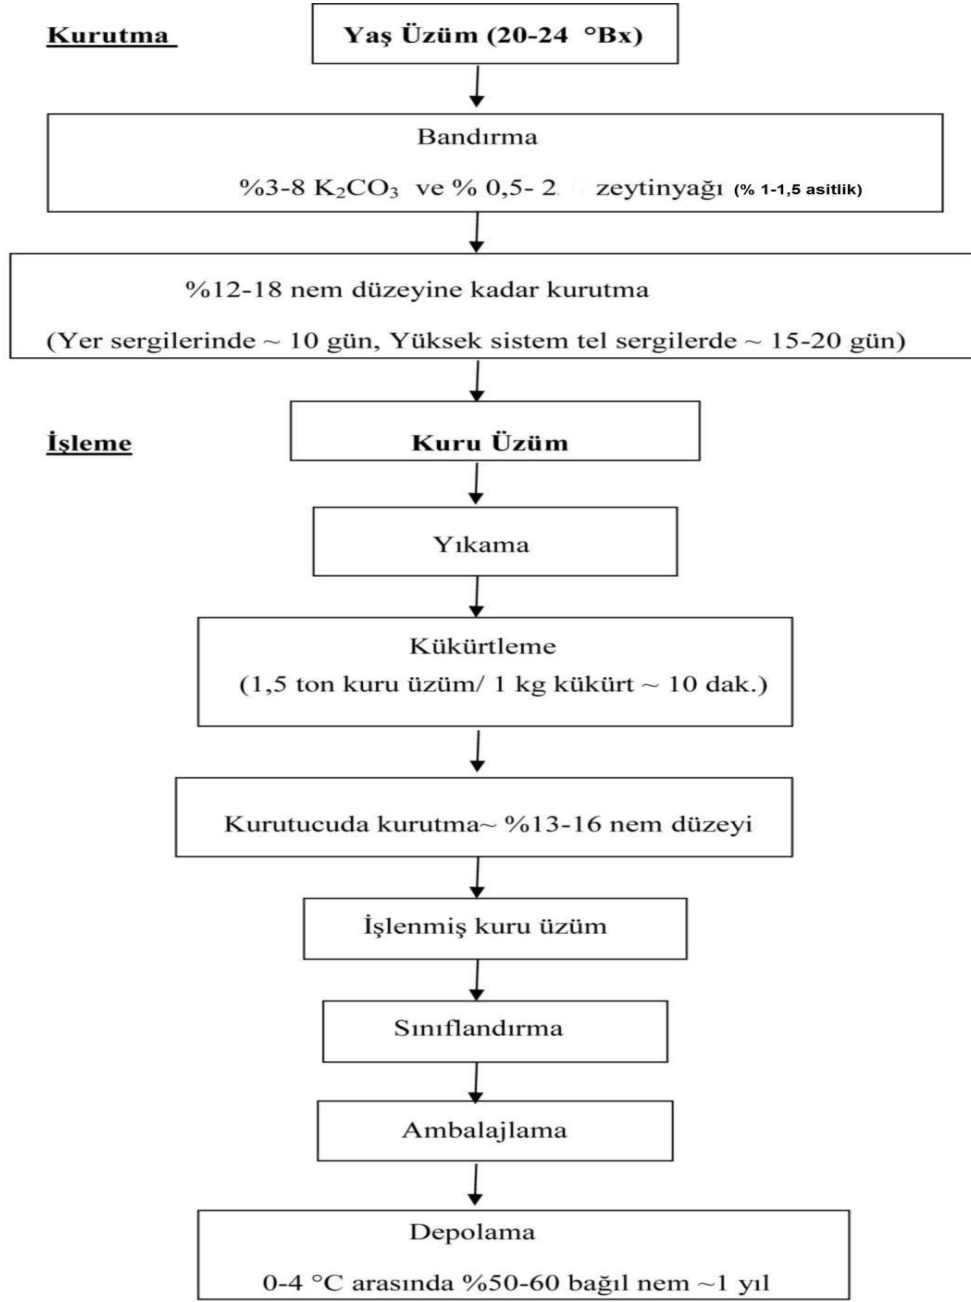 Kurutma
Yaş Üzüm (20-24 °Bx)
Bandırma
%3-8 K₂CO₃ ve % 0,5- 2 zeytinyağı (% 1-1,5 asitlik)
%12-18 nem düzeyine kadar kurutma
(Yer sergilerinde ~ 10 gün, Yüksek sistem tel sergilerde ~ 15-20 gün)
İşleme
Kuru Üzüm
Yıkama
Kükürtleme
(1,5 ton kuru üzüm/ 1 kg kükürt ~ 10 dak.)
Kurutucuda kurutma~ %13-16 nem düzeyi
İşlenmiş kuru üzüm
Sınıflandırma
Ambalajlama
Depolama
0-4 °C arasında %50-60 bağıl nem ~1 yıl